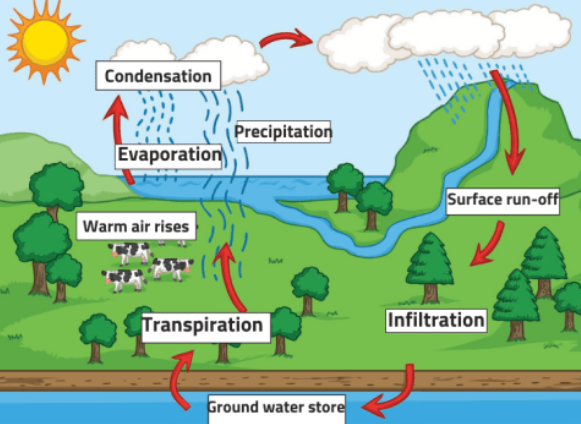 Condensation
Precipitation
Evaporation
Surface run-off
Warm air rises
Transpiration
Infiltration
Ground water store